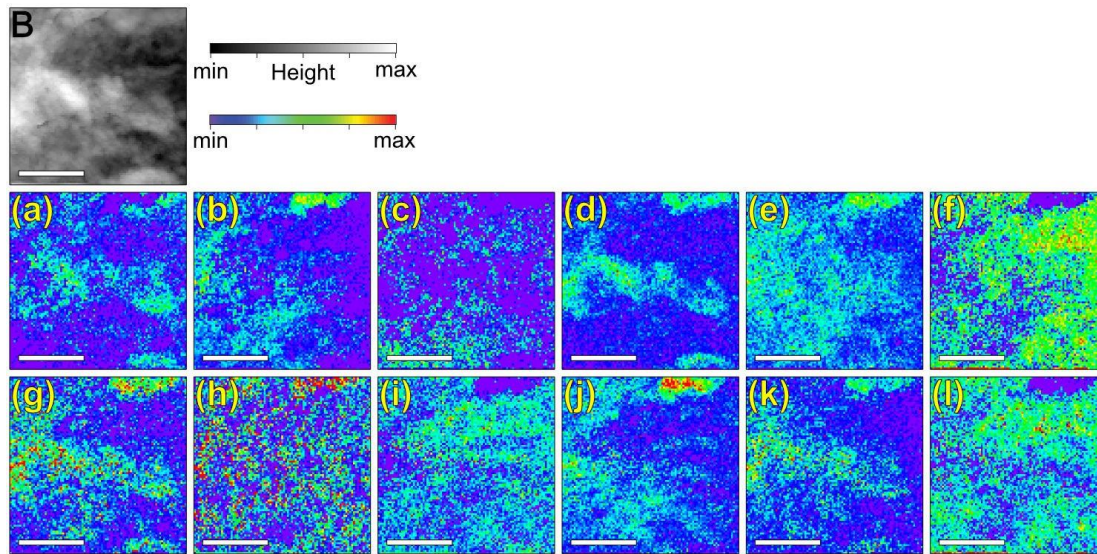 B
min Height max
min max
(a) (b) (c) (d) (e) (f)
(g) (h) (i) (j) (k) (l)